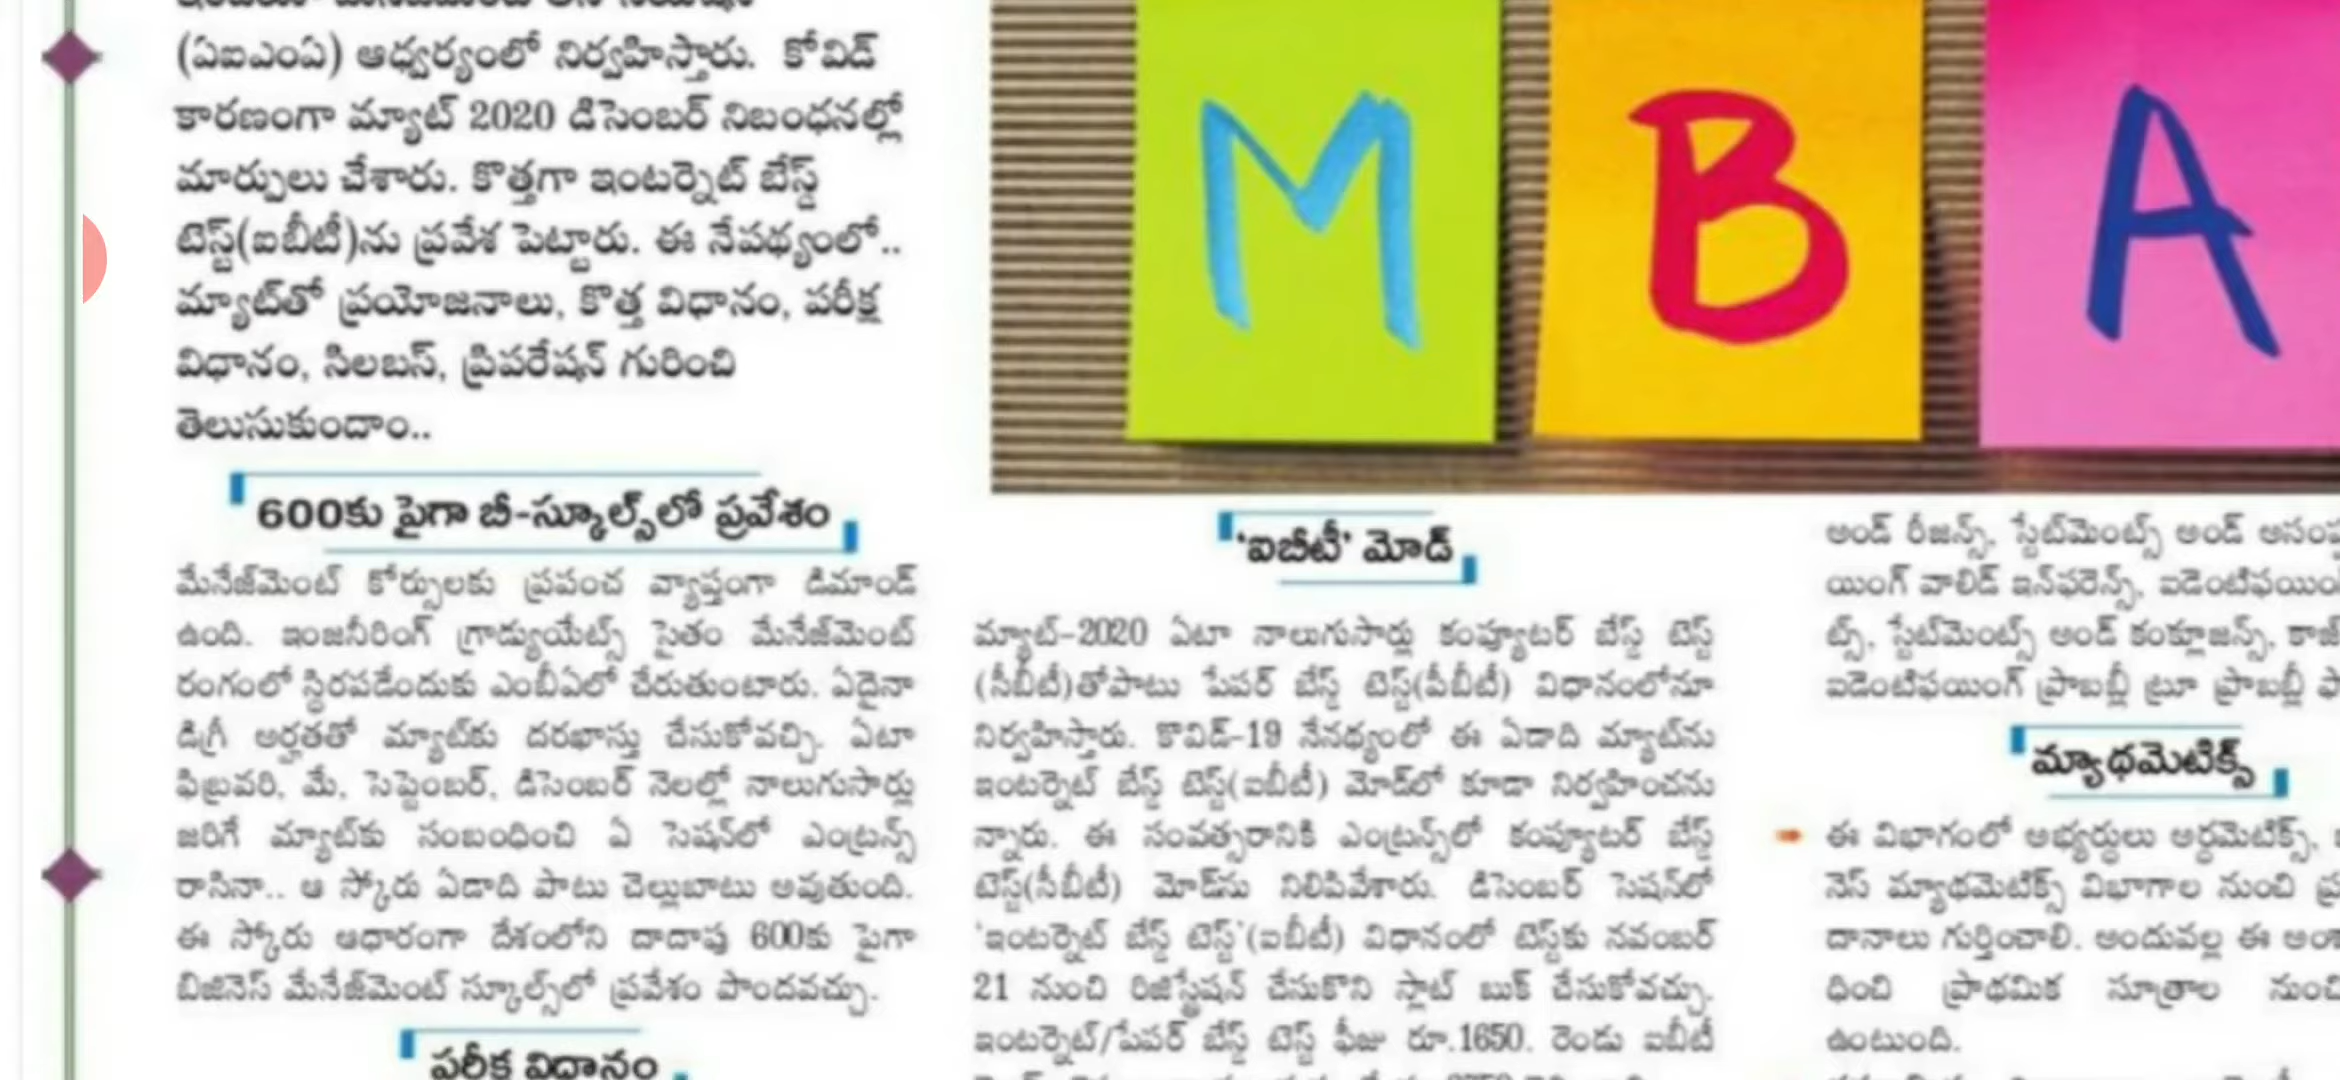 (ఏఐఎంఏ) ఆధ్వర్యంలో నిర్వహిస్తారు. కోవిడ్
కారణంగా మ్యాట్ 2020 డిసెంబర్ నిబంధనల్లో
మార్పులు చేశారు. కొత్తగా ఇంటర్నెట్ బేస్డ్
టెస్ట్(ఐబీటీ)ను ప్రవేశ పెట్టారు. ఈ నేపథ్యంలో..
మ్యాట్‌తో ప్రయోజనాలు, కొత్త విధానం, పరీక్ష
విధానం, సిలబస్, ప్రిపరేషన్ గురించి
తెలుసుకుందాం..
600కు పైగా బీ-స్కూల్స్‌లో ప్రవేశం
మేనేజ్‌మెంట్ కోర్సులకు ప్రపంచ వ్యాప్తంగా డిమాండ్
ఉంది. ఇంజనీరింగ్ గ్రాడ్యుయేట్స్ సైతం మేనేజ్‌మెంట్
రంగంలో స్థిరపడేందుకు ఎంబీఏలో చేరుతుంటారు. ఏదైనా
డిగ్రీ అర్హతతో మ్యాట్‌కు దరఖాస్తు చేసుకోవచ్చి. ఏటా
ఫిబ్రవరి, మే, సెప్టెంబర్, డిసెంబర్ నెలల్లో నాలుగుసార్లు
జరిగే మ్యాట్‌కు సంబంధించి ఏ సెషన్‌లో ఎంట్రన్స్
రాసినా.. ఆ స్కోరు ఏడాది పాటు చెల్లుబాటు అవుతుంది.
ఈ స్కోరు ఆధారంగా దేశంలోని దాదాపు 600కు పైగా
బిజినెస్ మేనేజ్‌మెంట్ స్కూల్స్‌లో ప్రవేశం పొందవచ్చు.
పరీక్ష విధానం
M B A
'ఐబీటీ' మోడ్
మ్యాట్-2020 ఏటా నాలుగుసార్లు కంప్యూటర్ బేస్డ్ టెస్ట్
(సీబీటీ)తోపాటు పేపర్ బేస్డ్ టెస్ట్(పీబీటీ) విధానంలోనూ
నిర్వహిస్తారు. కొవిడ్-19 నేనథ్యంలో ఈ ఏడాది మ్యాట్‌ను
ఇంటర్నెట్ బేస్డ్ టెస్ట్(ఐబీటీ) మోడ్‌లో కూడా నిర్వహించను
న్నారు. ఈ సంవత్సరానికి ఎంట్రన్స్‌లో కంప్యూటర్ బేస్డ్
టెస్ట్(సీబీటీ) మోడ్‌ను నిలిపివేశారు. డిసెంబర్ సెషన్‌లో
'ఇంటర్నెట్ బేస్డ్ టెస్ట్'(ఐబీటీ) విధానంలో టెస్ట్‌కు నవంబర్
21 నుంచి రిజిస్ట్రేషన్ చేసుకొని స్లాట్ బుక్ చేసుకోవచ్చు.
ఇంటర్నెట్/పేపర్ బేస్డ్ టెస్ట్ ఫీజు రూ.1650. రెండు ఐబీటీ
అండ్ రీజన్స్, స్టేట్‌మెంట్స్ అండ్
యింగ్ వాలిడ్ ఇన్‌ఫరెన్స్,
ట్స్, స్టేట్‌మెంట్స్ అండ్ కంక్లూజన్స్,
ఐడెంటిఫయింగ్ ప్రాబబ్లీ ట్రూ ప్రాబబ్లీ
మ్యాథమెటిక్స్
ఈ విభాగంలో అభ్యర్థులు అర్థమెటిక్స్,
నెస్ మ్యాథమెటిక్స్ విభాగాల నుంచి
దానాలు గుర్తించాలి. అందువల్ల ఈ
ధించి ప్రాథమిక సూత్రాల నుంచి
ఉంటుంది.